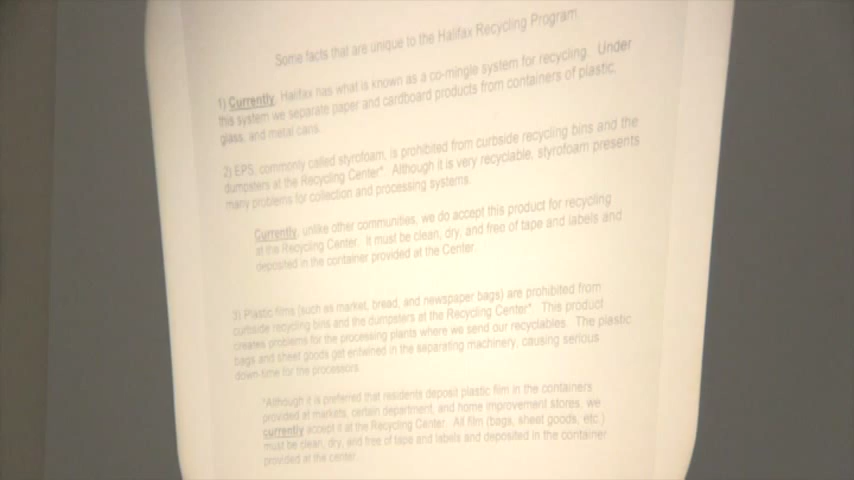 Some facts that are unique to the Halifax Recycling Program
1) Currently, Halifax has what is known as a co-mingle system for recycling. Under
this system we separate paper and cardboard products from containers of plastic,
glass, and metal cans.
2) EPS, commonly called styrofoam, is prohibited from curbside recycling bins and the
dumpsters at the Recycling Center*. Although it is very recyclable, styrofoam presents
many problems for collection and processing systems.
Currently, unlike other communities, we do accept this product for recycling
at the Recycling Center. It must be clean, dry, and free of tape and labels and
deposited in the container provided at the Center.
3) Plastic films (such as market, bread, and newspaper bags) are prohibited from
curbside recycling bins and the dumpsters at the Recycling Center*. This product
creates problems for the processing plants where we send our recyclables. The plastic
bags and sheet goods get entwined in the separating machinery, causing serious
down-time for the processors.
*Although it is preferred that residents deposit plastic film in the containers
provided at markets, certain department, and home improvement stores, we
currently accept it at the Recycling Center. All film (bags, sheet goods, etc.)
must be clean, dry, and free of tape and labels and deposited in the container
provided at the center.